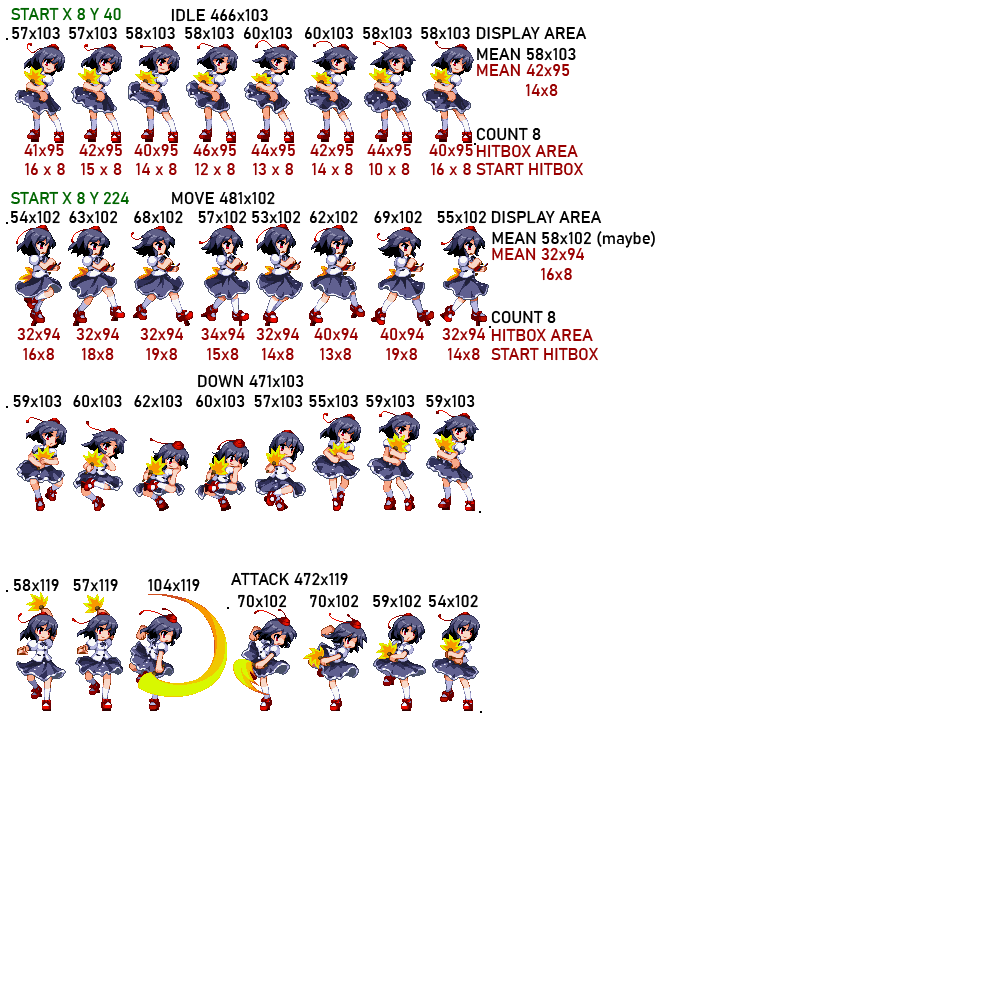 START X 8 Y 40
IDLE 466x103
57x103 57x103 58x103 58x103 60x103 60x103 58x103 58x103 DISPLAY AREA
MEAN 58x103
MEAN 42x95
14x8
COUNT 8
41x95 42x95 40x95 46x95 44x95 42x95 44x95 40x95 HITBOX AREA
16 x 8 15 x 8 14 x 8 12 x 8 13 x 8 14 x 8 10 x 8 16 x 8 START HITBOX
START X 8 Y 224
MOVE 481x102
54x102 63x102 68x102 57x102 53x102 62x102 69x102 55x102 DISPLAY AREA
MEAN 58x102 (maybe)
MEAN 32x94
16x8
COUNT 8
32x94 32x94 32x94 34x94 32x94 40x94 40x94 32x94 HITBOX AREA
16x8 18x8 19x8 15x8 14x8 13x8 19x8 14x8 START HITBOX
DOWN 471x103
59x103 60x103 62x103 60x103 57x103 55x103 59x103 59x103
ATTACK 472x119
58x119 57x119 104x119
70x102 70x102 59x102 54x102